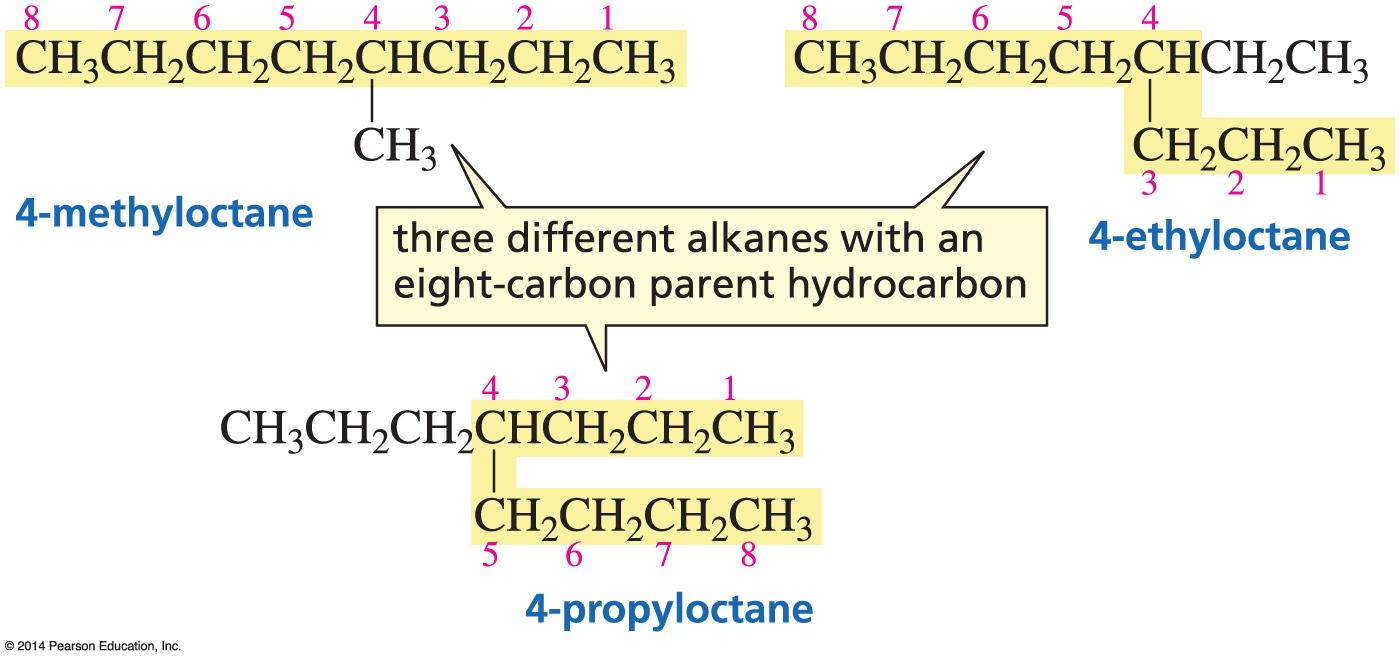 8 7 6 5 4 3 2 1
CH₃CH₂CH₂CH₂CHCH₂CH₂CH₃
CH₃
4-methyloctane
8 7 6 5 4
CH₃CH₂CH₂CH₂CHCH₂CH₃
CH₂CH₂CH₃
3 2 1
4-ethyloctane
three different alkanes with an
eight-carbon parent hydrocarbon
4 3 2 1
CH₃CH₂CH₂CHCH₂CH₂CH₃
CH₂CH₂CH₂CH₃
5 6 7 8
4-propyloctane
© 2014 Pearson Education, Inc.